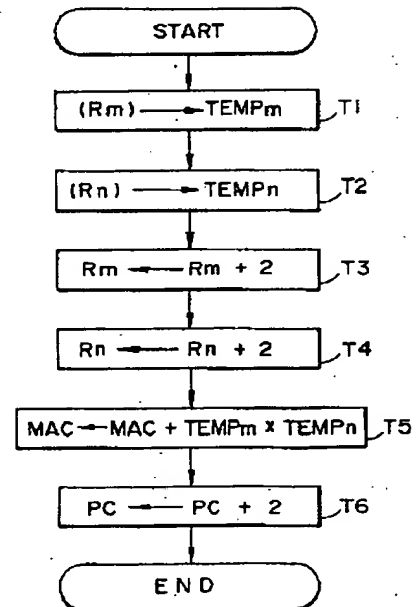 START
(Rm) → TEMPm T1
(Rn) → TEMPn T2
Rm ← Rm + 2 T3
Rn ← Rn + 2 T4
MAC ← MAC + TEMPm x TEMPn T5
PC ← PC + 2 T6
END